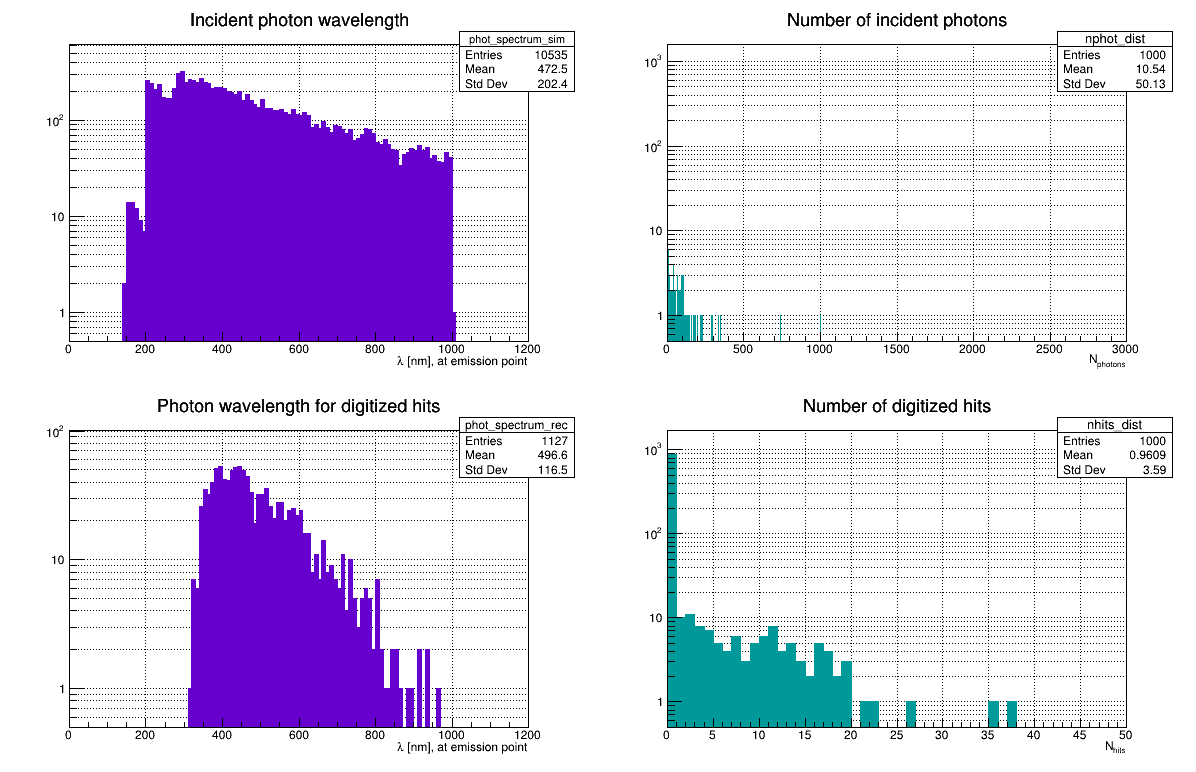 Incident photon wavelength
phot_spectrum_sim
Entries 10535
Mean 472.5
Std Dev 202.4
10²
10
1
0 200 400 600 800 1000 1200
λ [nm], at emission point
Number of incident photons
nphot_dist
Entries 1000
Mean 10.54
Std Dev 50.13
10³
10²
10
1
0 500 1000 1500 2000 2500 3000
Nphotons
Photon wavelength for digitized hits
phot_spectrum_rec
Entries 1127
Mean 496.6
Std Dev 116.5
10²
10
1
0 200 400 600 800 1000 1200
λ [nm], at emission point
Number of digitized hits
nhits_dist
Entries 1000
Mean 0.9609
Std Dev 3.59
10³
10²
10
1
0 5 10 15 20 25 30 35 40 45 50
Nhits